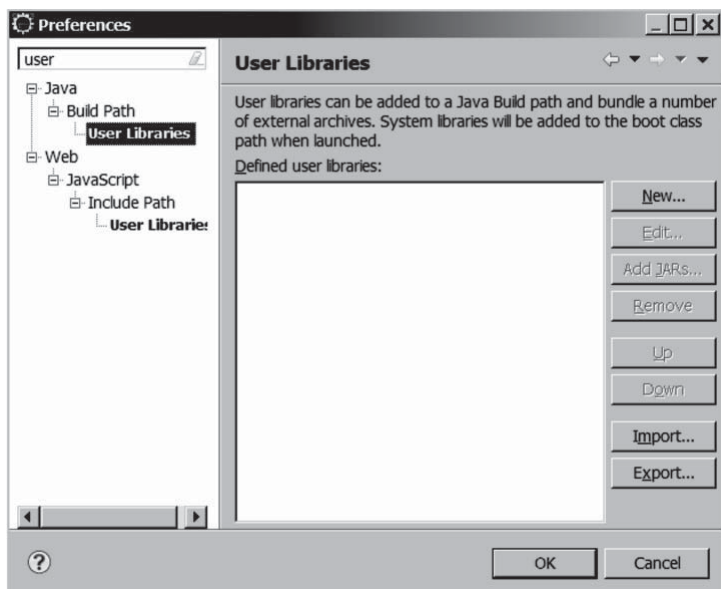 Preferences
user
Java
Build Path
User Libraries
Web
JavaScript
Include Path
User Libraries
User Libraries
User libraries can be added to a Java Build path and bundle a number
of external archives. System libraries will be added to the boot class
path when launched.
Defined user libraries:
New...
Edit...
Add JARs...
Remove
Up
Down
Import...
Export...
?
OK
Cancel